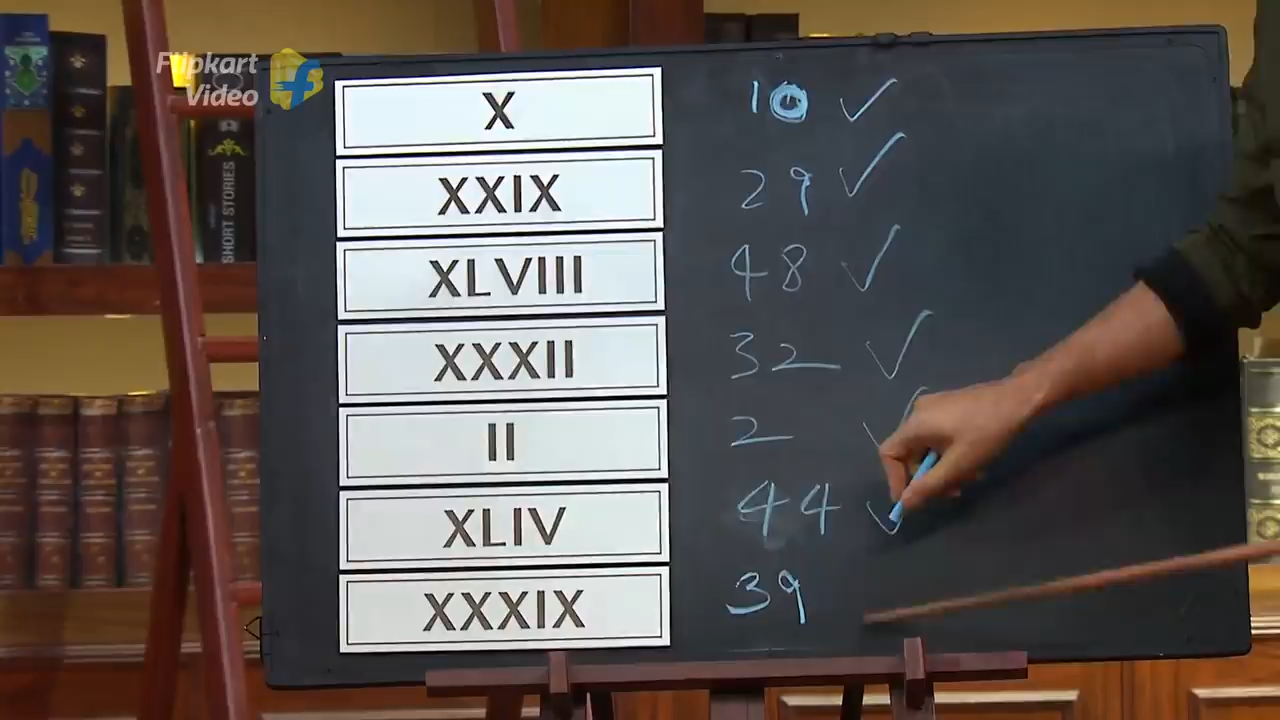 Flipkart
Video
SHORT STORIES
X 10
XXIX 29
XLVIII 48
XXXII 32
II 2
XLIV 44
XXXIX 39